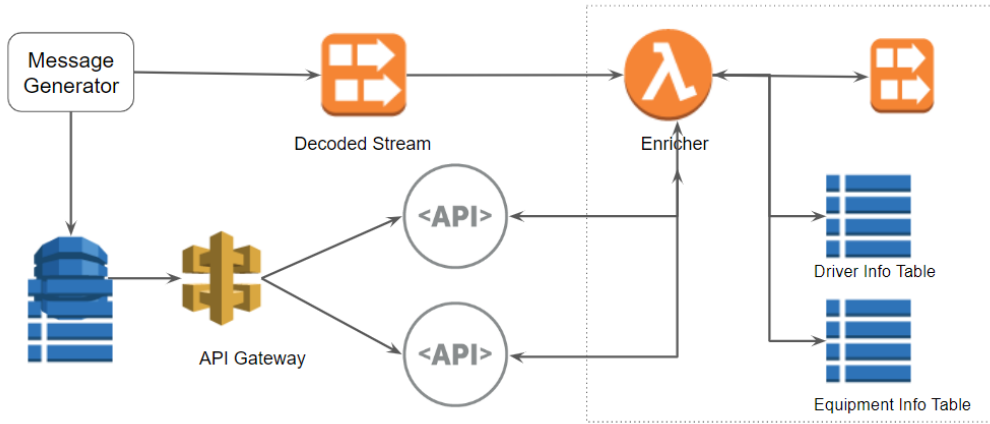 Message
Generator
Decoded Stream
Enricher
<API>
Driver Info Table
API Gateway
<API>
Equipment Info Table